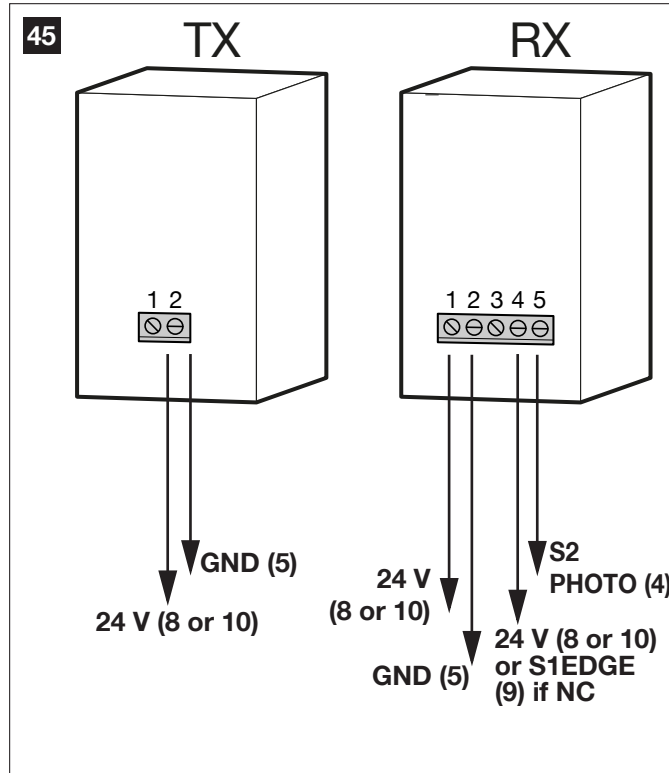 45
TX
RX
1 2
1 2 3 4 5
GND (5)
24 V (8 or 10)
24 V
(8 or 10)
GND (5)
S2
PHOTO (4)
24 V (8 or 10)
or S1EDGE
(9) if NC